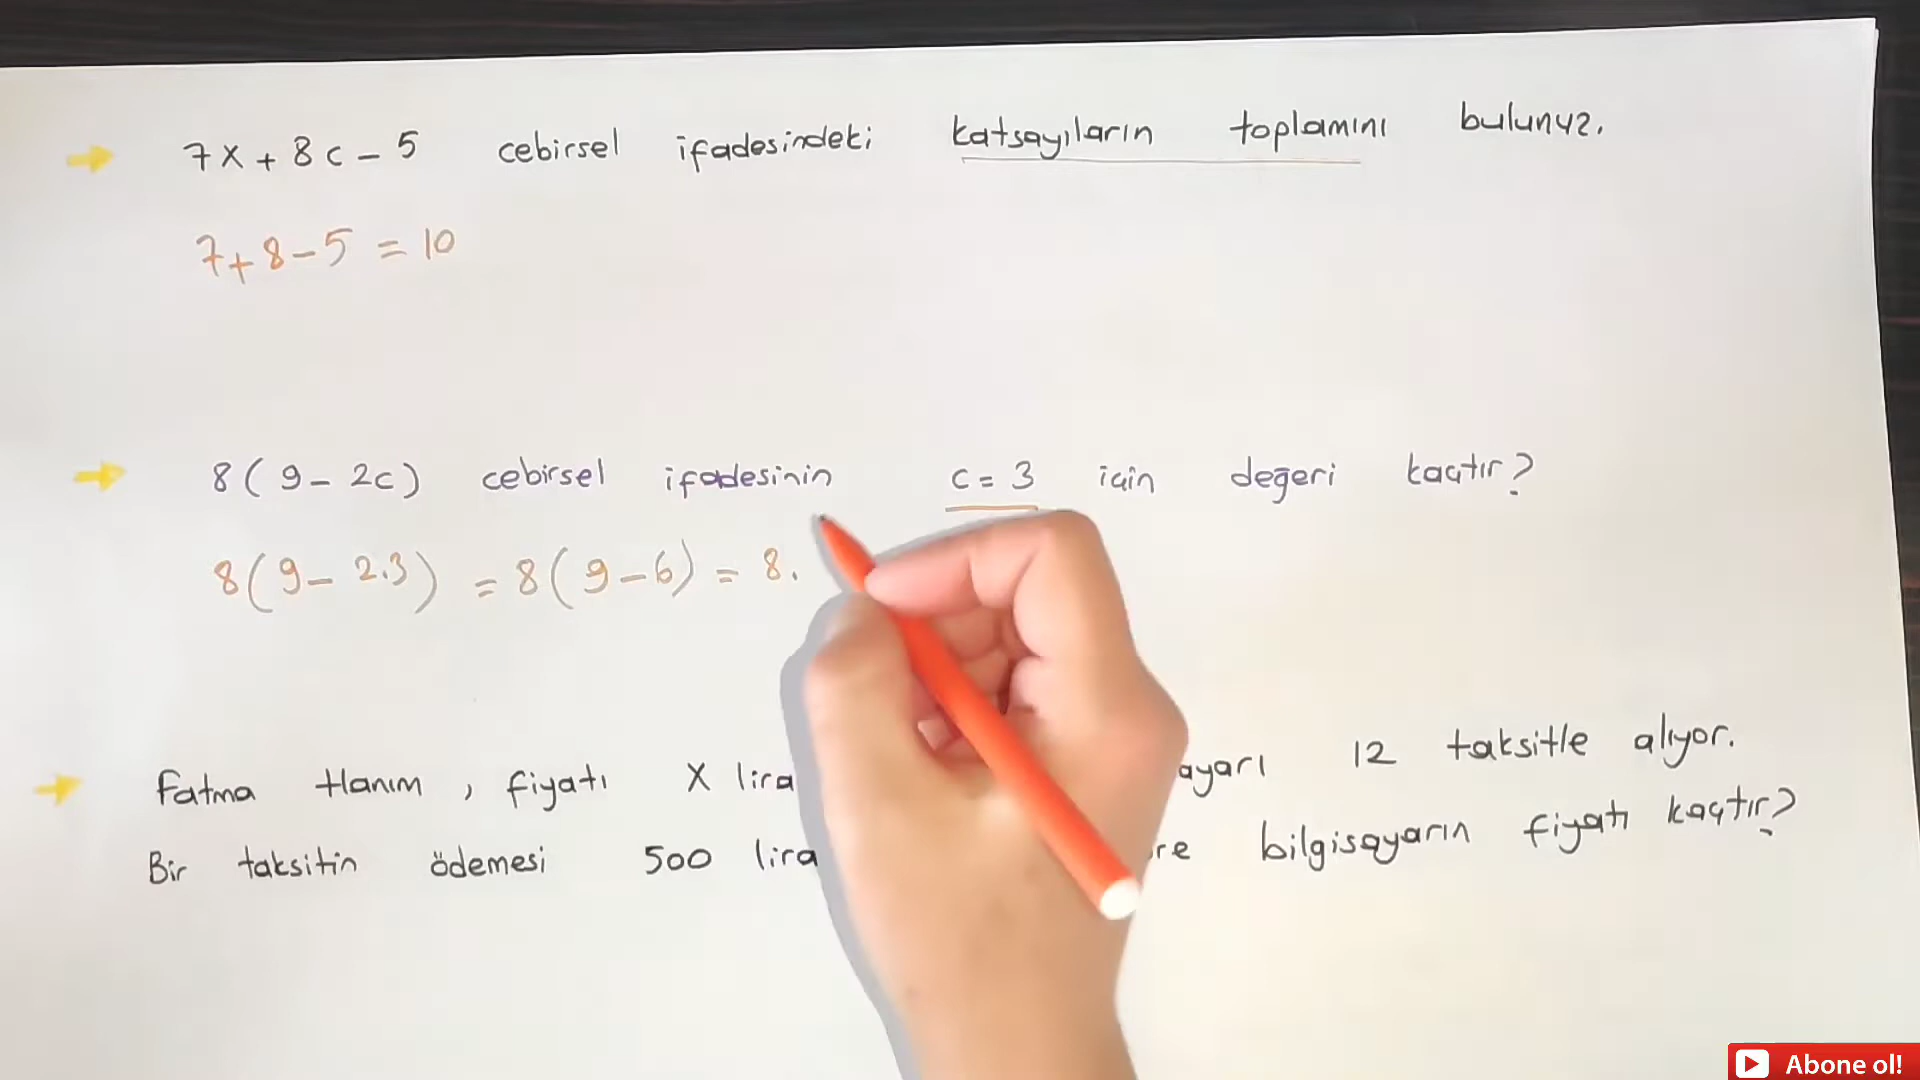 7x + 8c - 5 cebirsel ifadesindeki katsayıların toplamını bulunuz.
7+8-5 = 10
8(9-2c) cebirsel ifadesinin c = 3 için değeri kaçtır?
8(9-2.3) = 8(9-6) = 8.
Fatma Hanım, fiyatı X lira ayarı 12 taksitle alıyor.
Bir taksitin ödemesi 500 lira re bilgisayarın fiyatı kaçtır?
Abone ol!